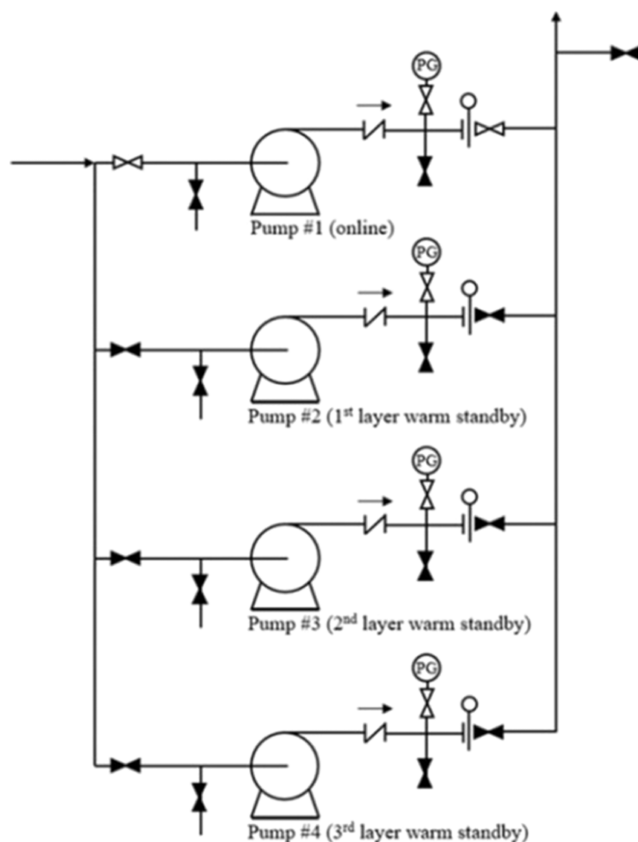 PG
Pump #1 (online)
PG
Pump #2 (1st layer warm standby)
PG
Pump #3 (2nd layer warm standby)
PG
Pump #4 (3rd layer warm standby)